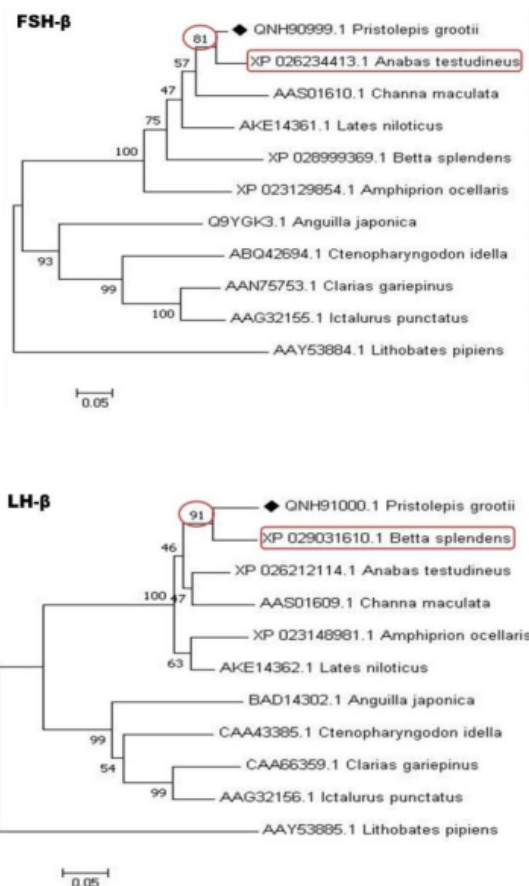 FSH-β
81
QNH90999.1 Pristolepis grootii
XP 026234413.1 Anabas testudineus
57
AAS01610.1 Channa maculata
47
AKE14361.1 Lates niloticus
75
XP 028999369.1 Betta splendens
100
XP 023129854.1 Amphiprion ocellaris
Q9YGK3.1 Anguilla japonica
93
ABQ42694.1 Ctenopharyngodon idella
99
AAN75753.1 Clarias gariepinus
100
AAG32155.1 Ictalurus punctatus
AAY53884.1 Lithobates pipiens
0.05
LH-β
91
QNH91000.1 Pristolepis grootii
XP 029031610.1 Betta splendens
46
XP 026212114.1 Anabas testudineus
100
47
AAS01609.1 Channa maculata
XP 023148981.1 Amphiprion ocellaris
63
AKE14362.1 Lates niloticus
BAD14302.1 Anguilla japonica
99
CAA43385.1 Ctenopharyngodon idella
54
CAA66359.1 Clarias gariepinus
99
AAG32156.1 Ictalurus punctatus
AAY53885.1 Lithobates pipiens
0.05